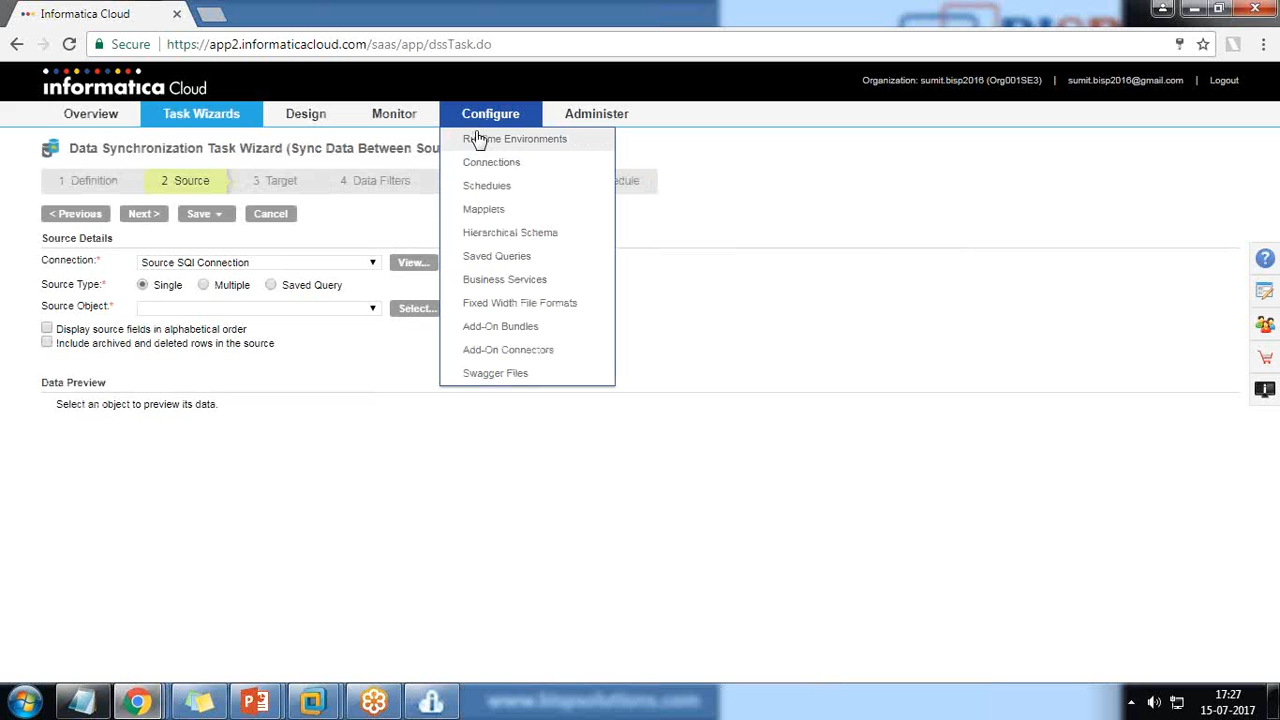 Informatica Cloud
Secure
https://app2.informaticacloud.com/saas/app/dssTask.do
informatica Cloud
Organization: sumit.bisp2016 (Org001SE3)
sumit.bisp2016@gmail.com
Logout
Overview
Task Wizards
Design
Monitor
Configure
Administer
Data Synchronization Task Wizard (Sync Data Between Sou
1 Definition
2 Source
3 Target
4 Data Filters
edule
< Previous
Next >
Save
Cancel
Source Details
Connection:* Source SQl Connection View...
Source Type:* Single Multiple Saved Query
Source Object:* Select...
Display source fields in alphabetical order
Include archived and deleted rows in the source
Data Preview
Select an object to preview its data.
Environments
Connections
Schedules
Mapplets
Hierarchical Schema
Saved Queries
Business Services
Fixed Width File Formats
Add-On Bundles
Add-On Connectors
Swagger Files
www.bispsolutions.com
17:27
15-07-2017